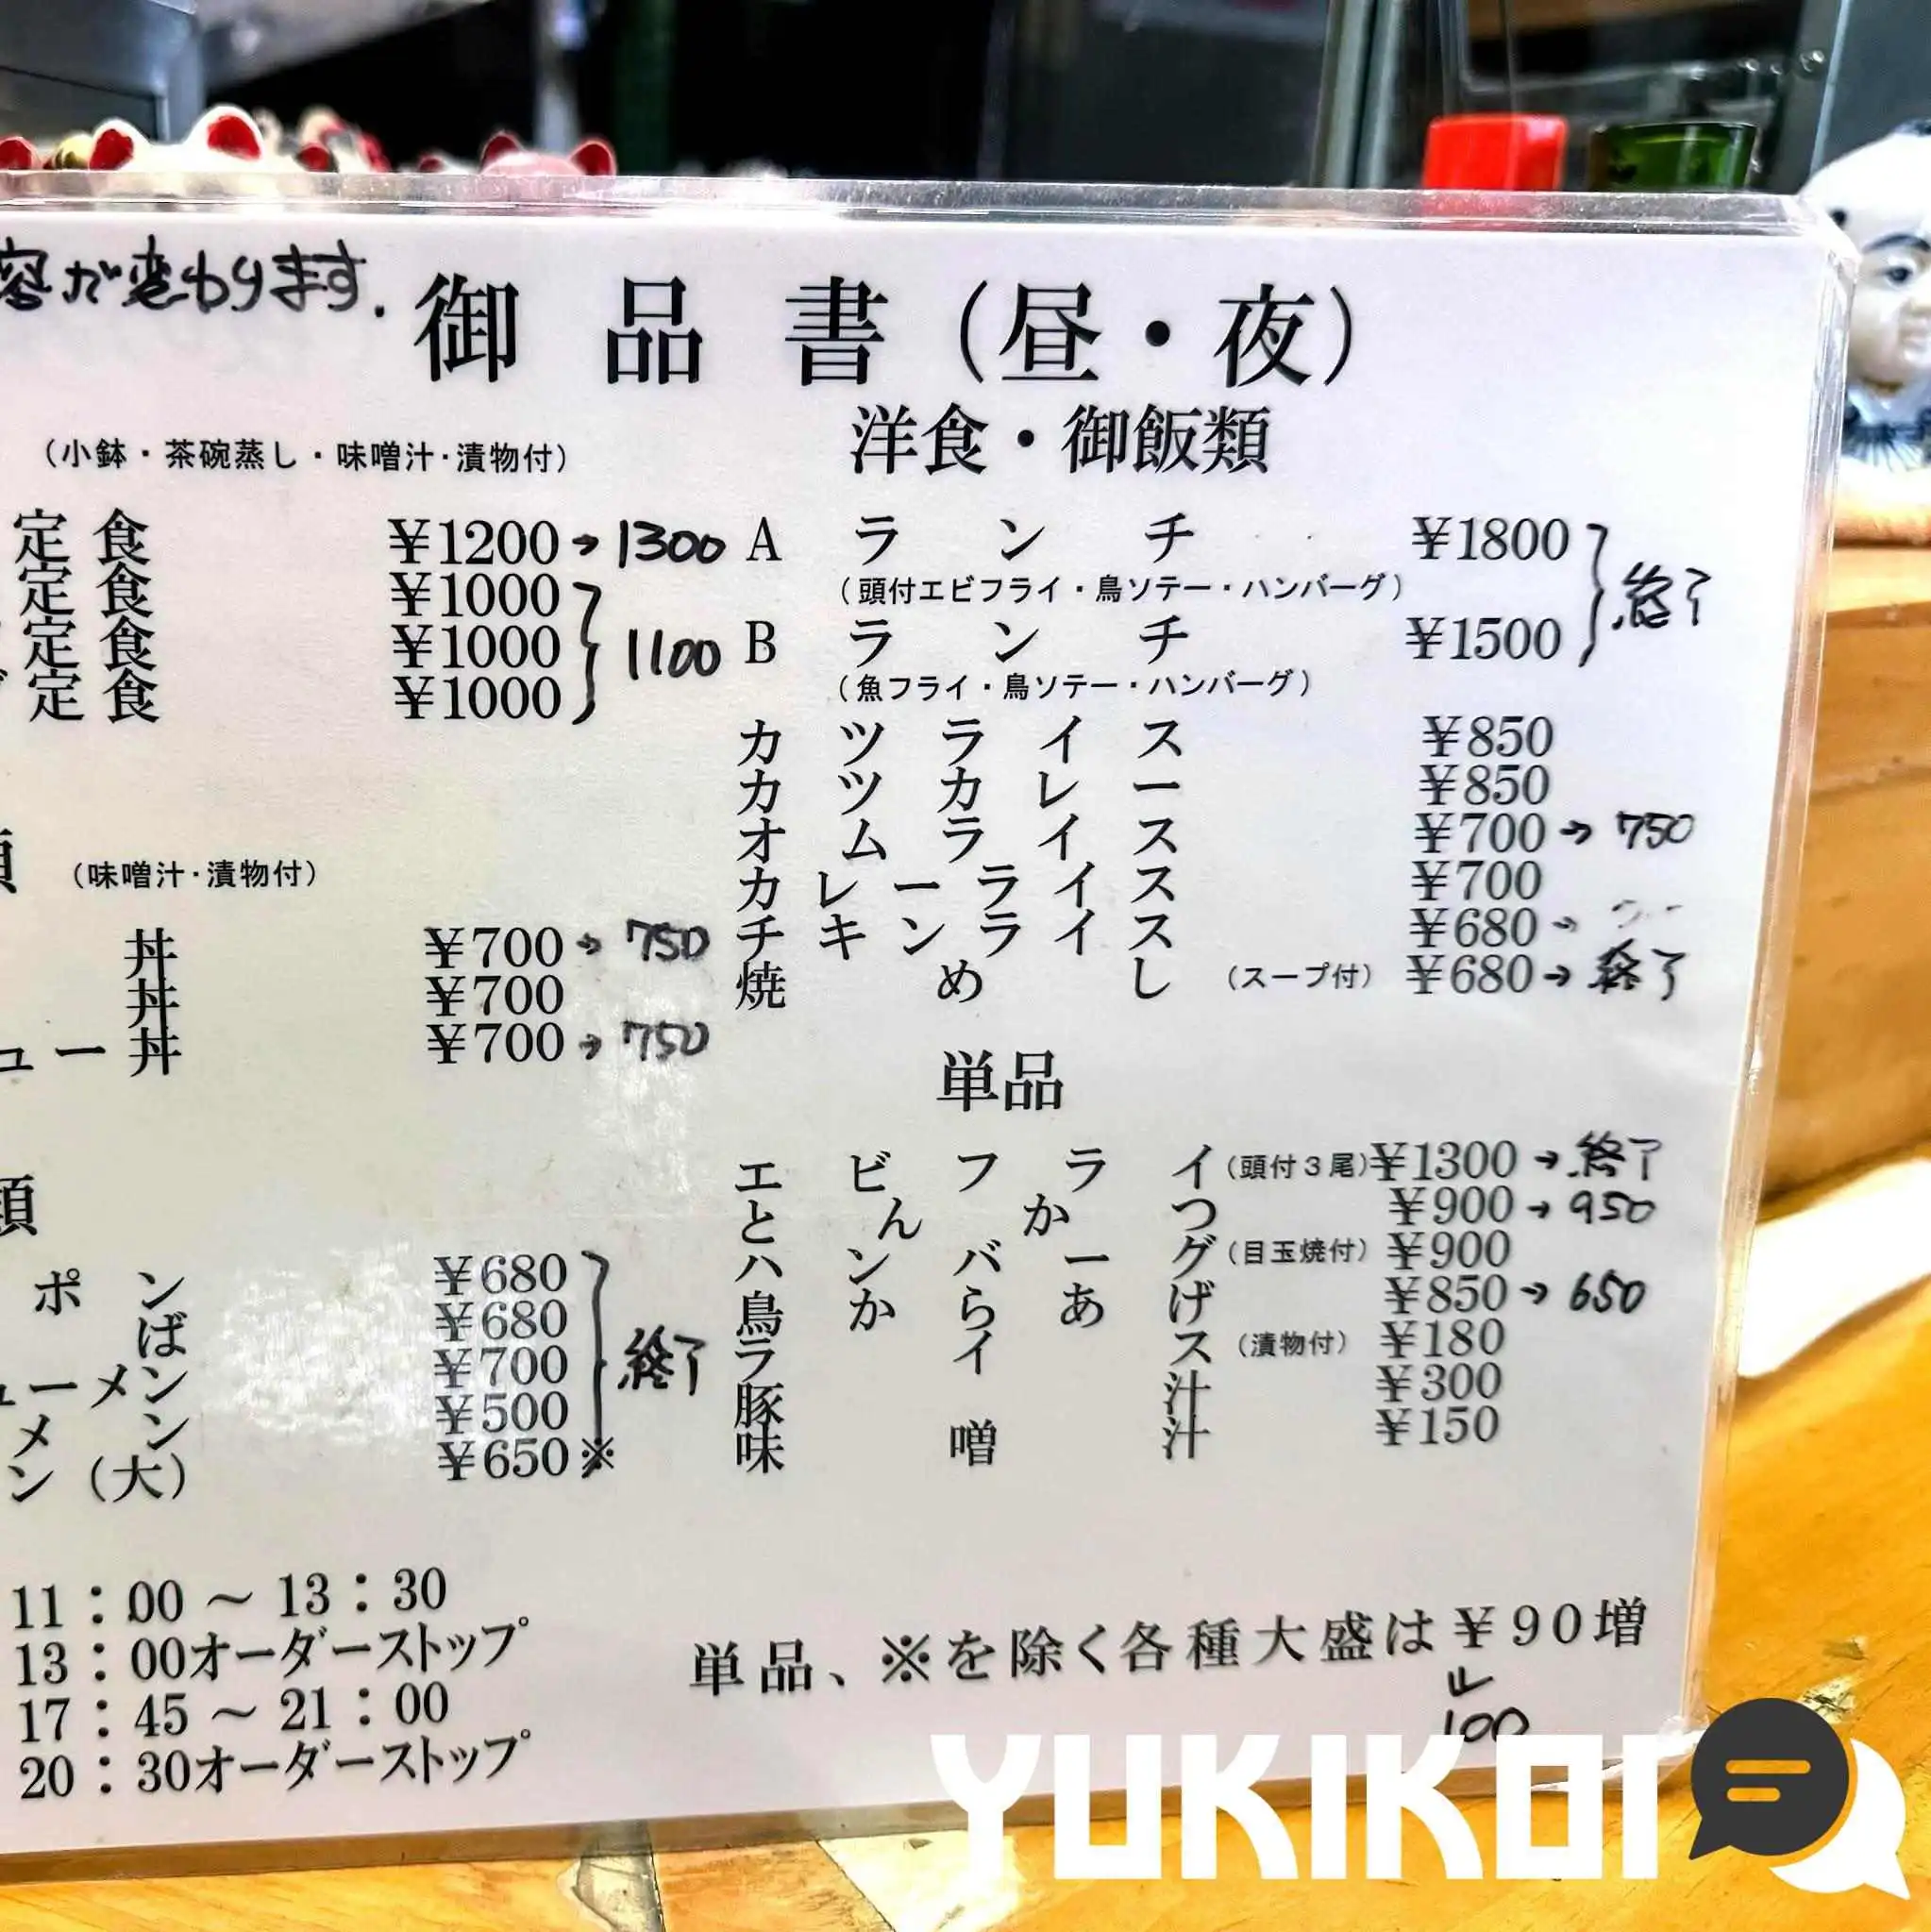 容が変わります.
御品書（昼・夜）
（小鉢・茶碗蒸し・味噌汁・漬物付）
定食 ¥1200→1300
定食 ¥1000
定食 ¥1000 1100
定食 ¥1000
類 （味噌汁・漬物付）
丼 ¥700→750
丼 ¥700
ュー丼 ¥700→750
類
ポン ¥680
ば ¥680
ューメン ¥700 終了
メン ¥500
ン（大） ¥650※
11：00～13：30
13：00オーダーストップ
17：45～21：00
20：30オーダーストップ
洋食・御飯類
Aランチ ¥1800
（頭付エビフライ・鳥ソテー・ハンバーグ） 終了
Bランチ ¥1500
（魚フライ・鳥ソテー・ハンバーグ）
カツライス ¥850
カツカレー ¥850
オムライス ¥700→750
カレーライス ¥700
チキンライス ¥680→
焼めし （スープ付） ¥680→終了
単品
エビフライ（頭付3尾）¥1300→終了
とんかつ ¥900→950
ハンバーグ（目玉焼付）¥900
鳥からあげ ¥850→650
ライス（漬物付）¥180
豚汁 ¥300
味噌汁 ¥150
単品、※を除く各種大盛は¥90増
↓
100
YUKIKOI